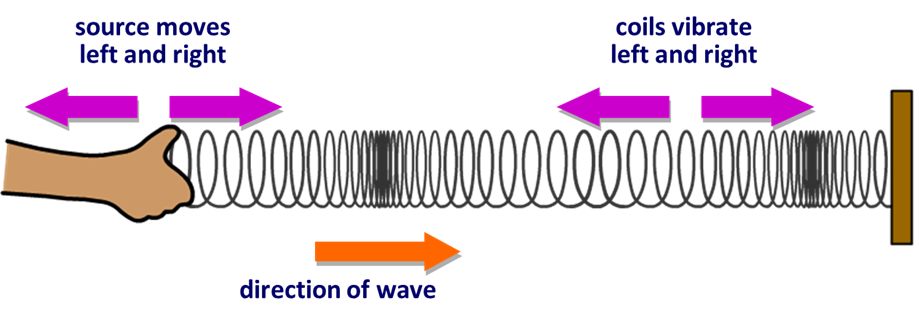 source moves
left and right
coils vibrate
left and right
direction of wave